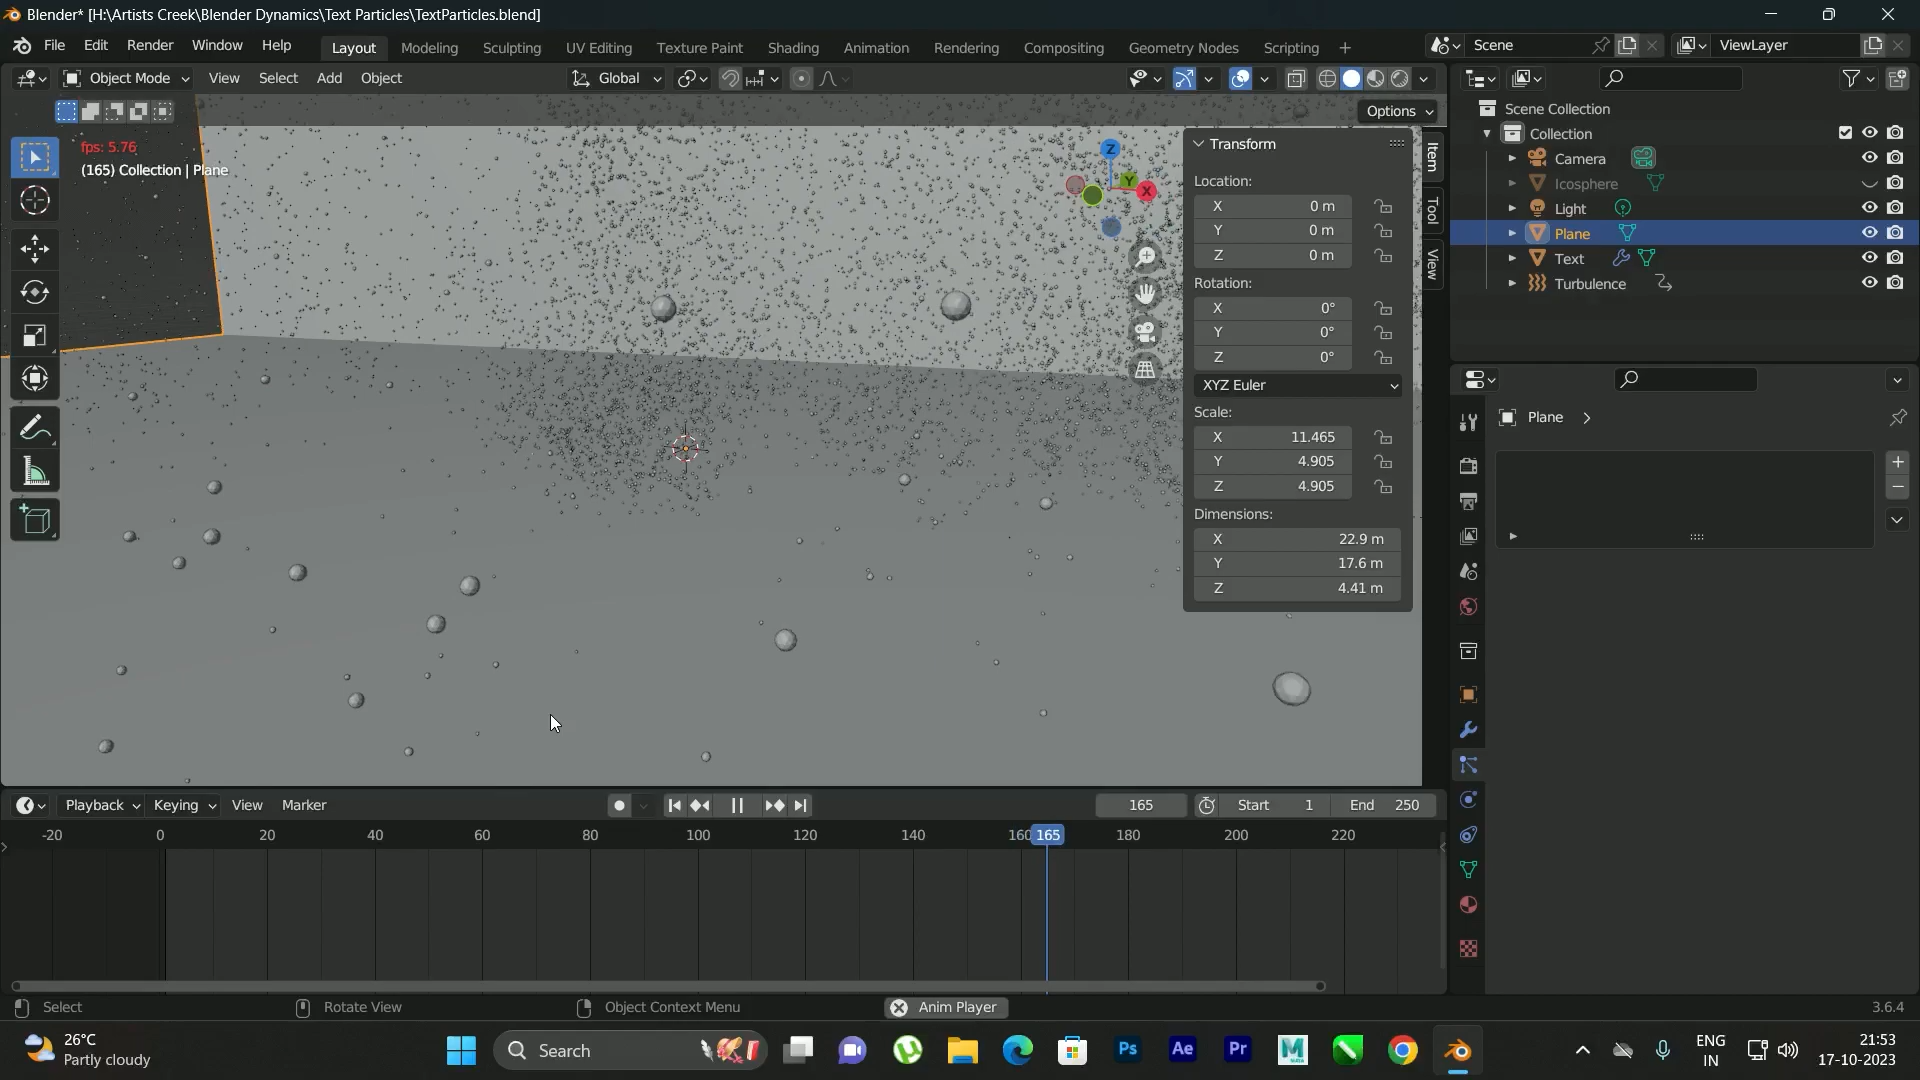 Blender* [H:\Artists Creek\Blender Dynamics\Text Particles\TextParticles.blend]
File Edit Render Window Help
Layout Modeling Sculpting UV Editing Texture Paint Shading Animation Rendering Compositing Geometry Nodes Scripting +
Scene
ViewLayer
Object Mode View Select Add Object
Global
Options
fps: 5.76
(165) Collection | Plane
Z
Y
X
Item
Tool
View
Transform
Location:
X 0 m
Y 0 m
Z 0 m
Rotation:
X 0°
Y 0°
Z 0°
XYZ Euler
Scale:
X 11.465
Y 4.905
Z 4.905
Dimensions:
X 22.9 m
Y 17.6 m
Z 4.41 m
Scene Collection
Collection
Camera
Icosphere
Light
Plane
Text
Turbulence
Plane
Playback Keying View Marker
165
Start 1
End 250
-20 0 20 40 60 80 100 120 140 160 165 180 200 220
Select
Rotate View
Object Context Menu
Anim Player
3.6.4
26°C
Partly cloudy
Search
Ps
Ae
Pr
M
ENG
IN
21:53
17-10-2023